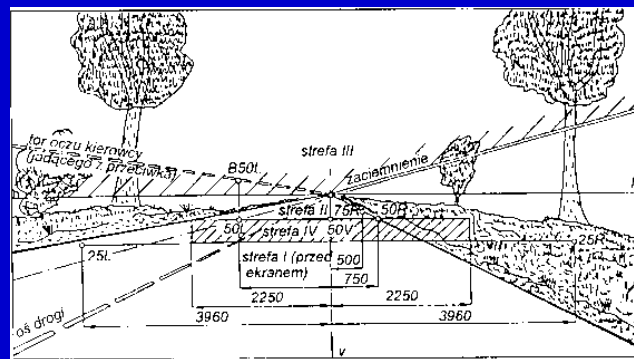 tor oczu kierowcy
(jadącego z przeciwka)
B50L
strefa III
zaciemnienie
strefa II
75R
50R
50L
strefa IV
50V
25L
25R
strefa I (przed
ekranem)
500
750
2250
2250
3960
3960
oś drogi
v